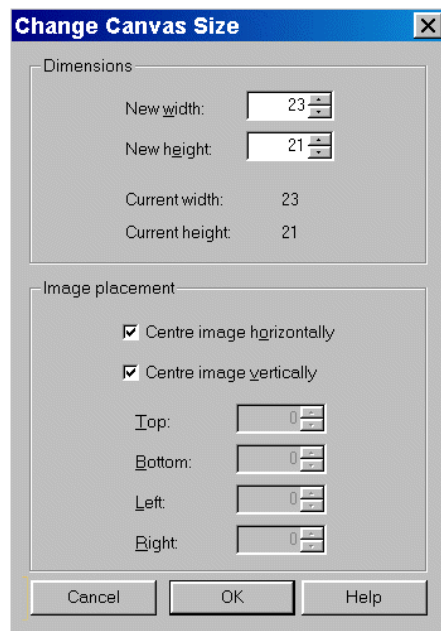 Change Canvas Size
Dimensions
New width: 23
New height: 21
Current width: 23
Current height: 21
Image placement
Centre image horizontally
Centre image vertically
Top: 0
Bottom: 0
Left: 0
Right: 0
Cancel OK Help